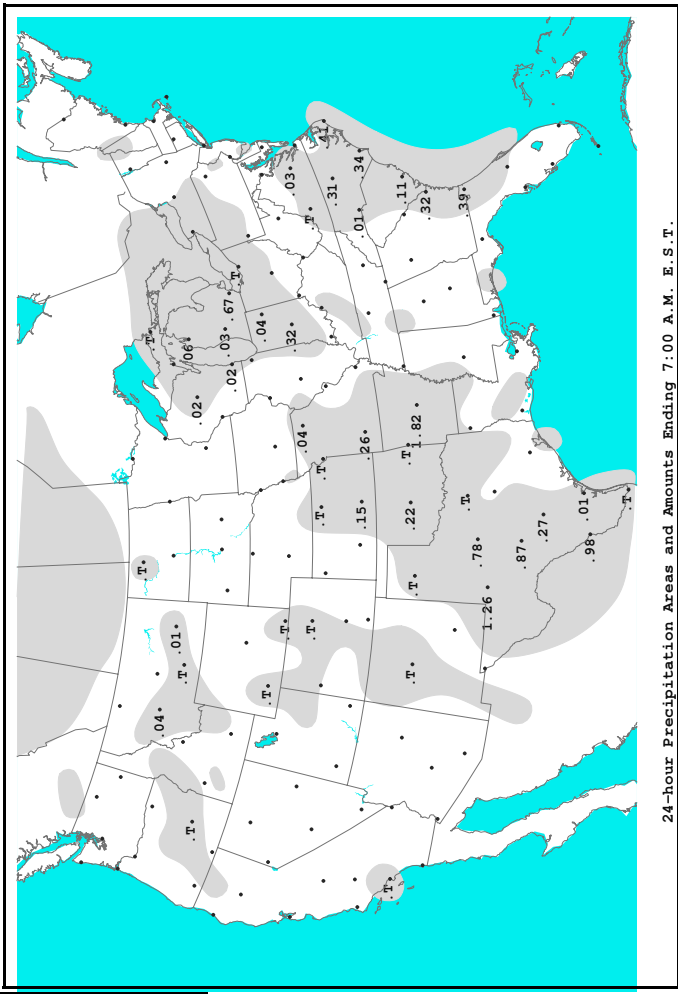 T
T
.04
.01
T
.06
T
.02
.03
.67
.02
T
.04
T
T
.03
.32
.04
T
T
T
T
.41
.31
.01
.34
.15
.26
T
.11
T
.22
T
T
1.82
.32
.39
T
.78
1.26
.87
.27
.01
.98
T
24-hour Precipitation Areas and Amounts Ending 7:00 A.M. E.S.T.